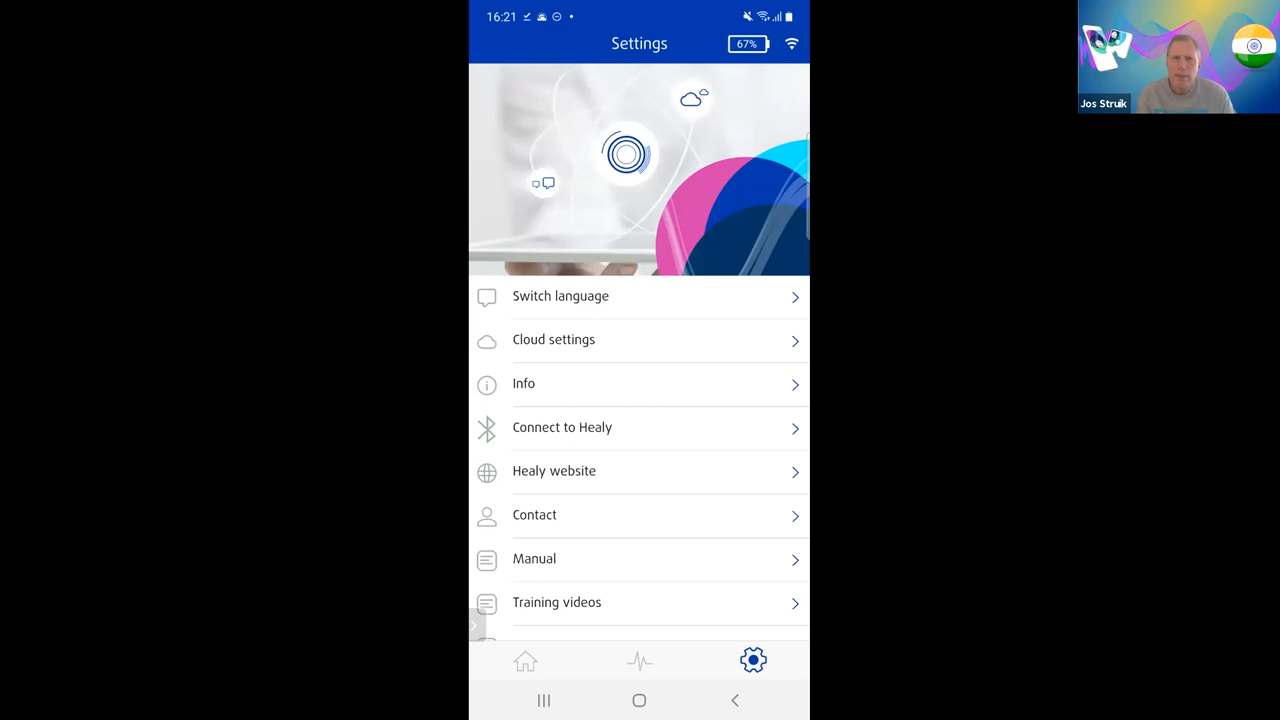 16:21
Settings
67%
Switch language
Cloud settings
Info
Connect to Healy
Healy website
Contact
Manual
Training videos
Jos Struik